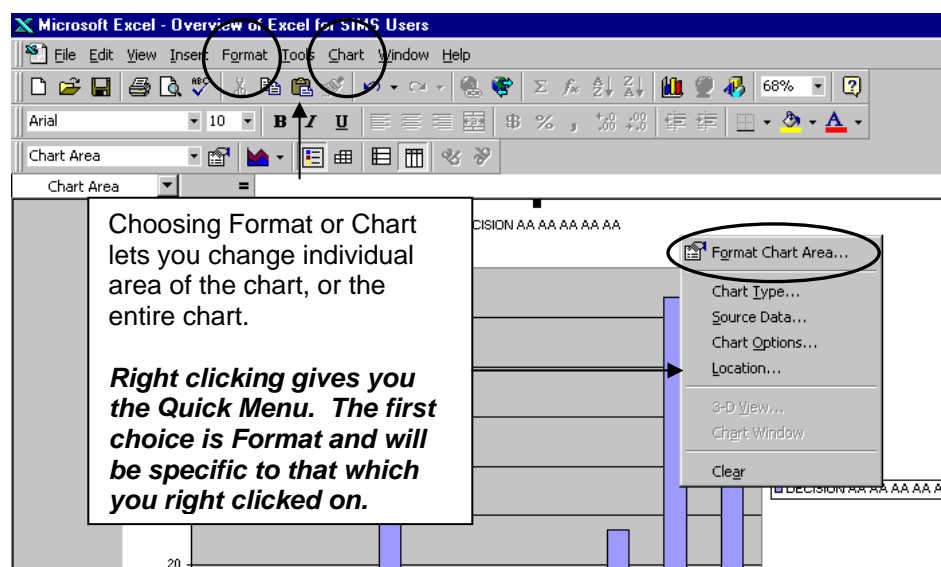 Microsoft Excel - Overview of Excel for SIMS Users
File Edit View Insert Format Tools Chart Window Help
68%
Arial 10 B I U $ % ,
Chart Area
Chart Area =
DECISION AA AA AA AA AA
Choosing Format or Chart
lets you change individual
area of the chart, or the
entire chart.
Right clicking gives you
the Quick Menu. The first
choice is Format and will
be specific to that which
you right clicked on.
Format Chart Area...
Chart Type...
Source Data...
Chart Options...
Location...
3-D View...
Chart Window
Clear
DECISION AA AA AA AA A
20